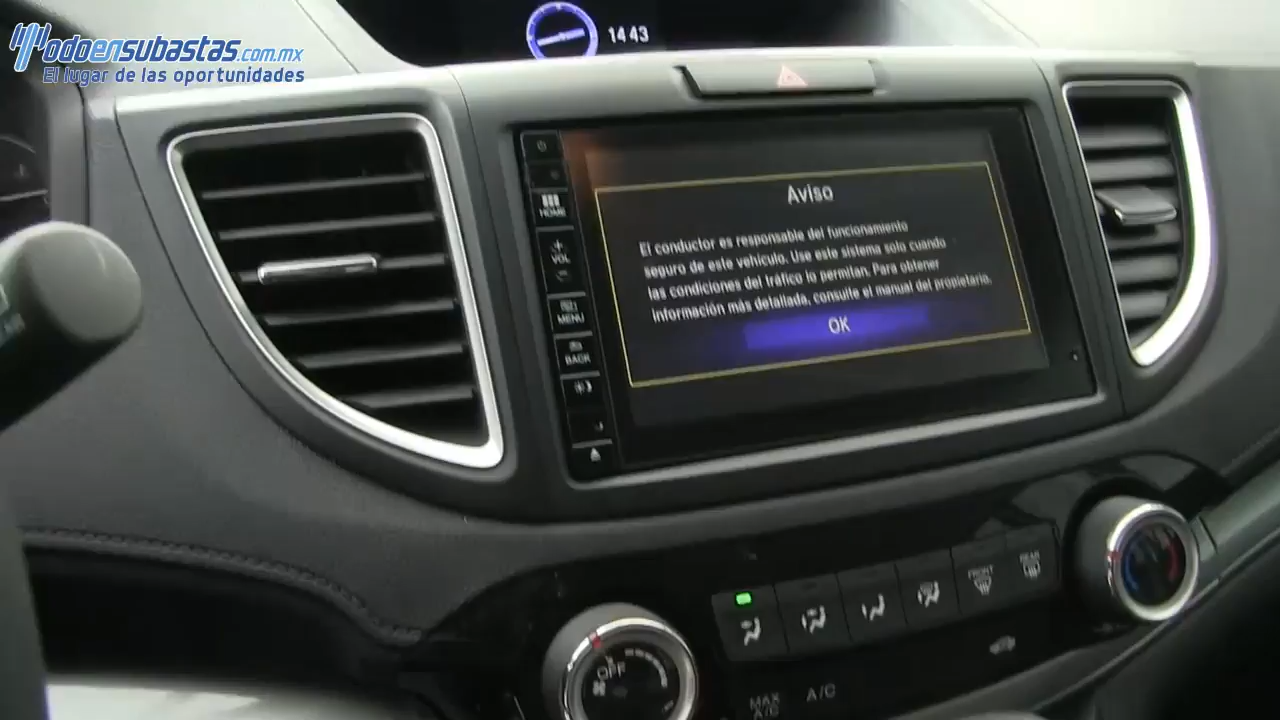 Todoensubastas.com.mx
El lugar de las oportunidades
14:43
HOME
+
VOL
-
MENU
BACK
Aviso
El conductor es responsable del funcionamiento
seguro de este vehículo. Use este sistema solo cuando
las condiciones del tráfico lo permitan. Para obtener
información más detallada, consulte el manual del propietario.
OK
OFF
FRONT
REAR
MAX
A/C
A/C